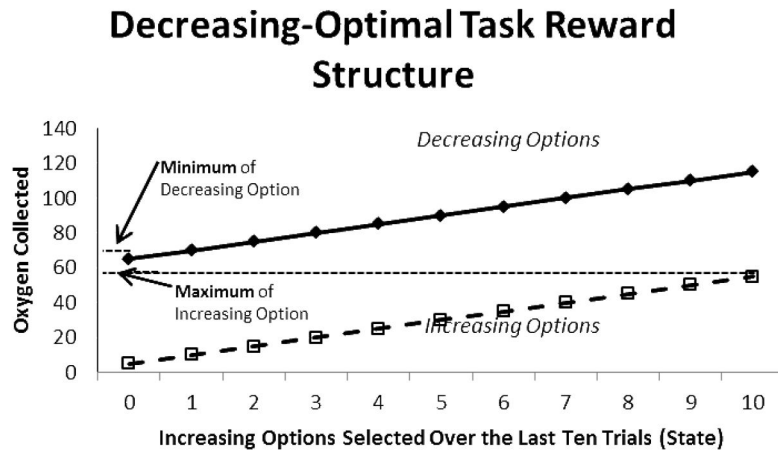 Decreasing-Optimal Task Reward
Structure
Oxygen Collected
140
120
100
80
60
40
20
0
Decreasing Options
Minimum of
Decreasing Option
Maximum of
Increasing Option
Increasing Options
0 1 2 3 4 5 6 7 8 9 10
Increasing Options Selected Over the Last Ten Trials (State)